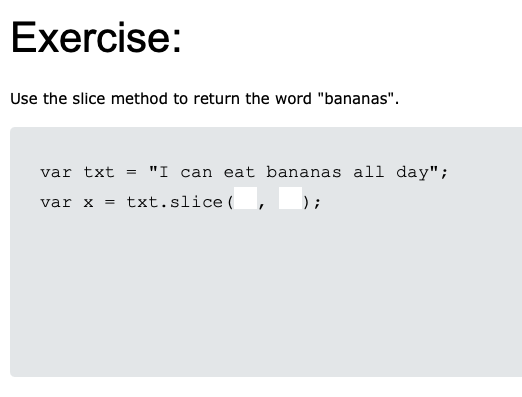 Exercise:
Use the slice method to return the word "bananas".
var txt = "I can eat bananas all day";
var x = txt.slice( , );